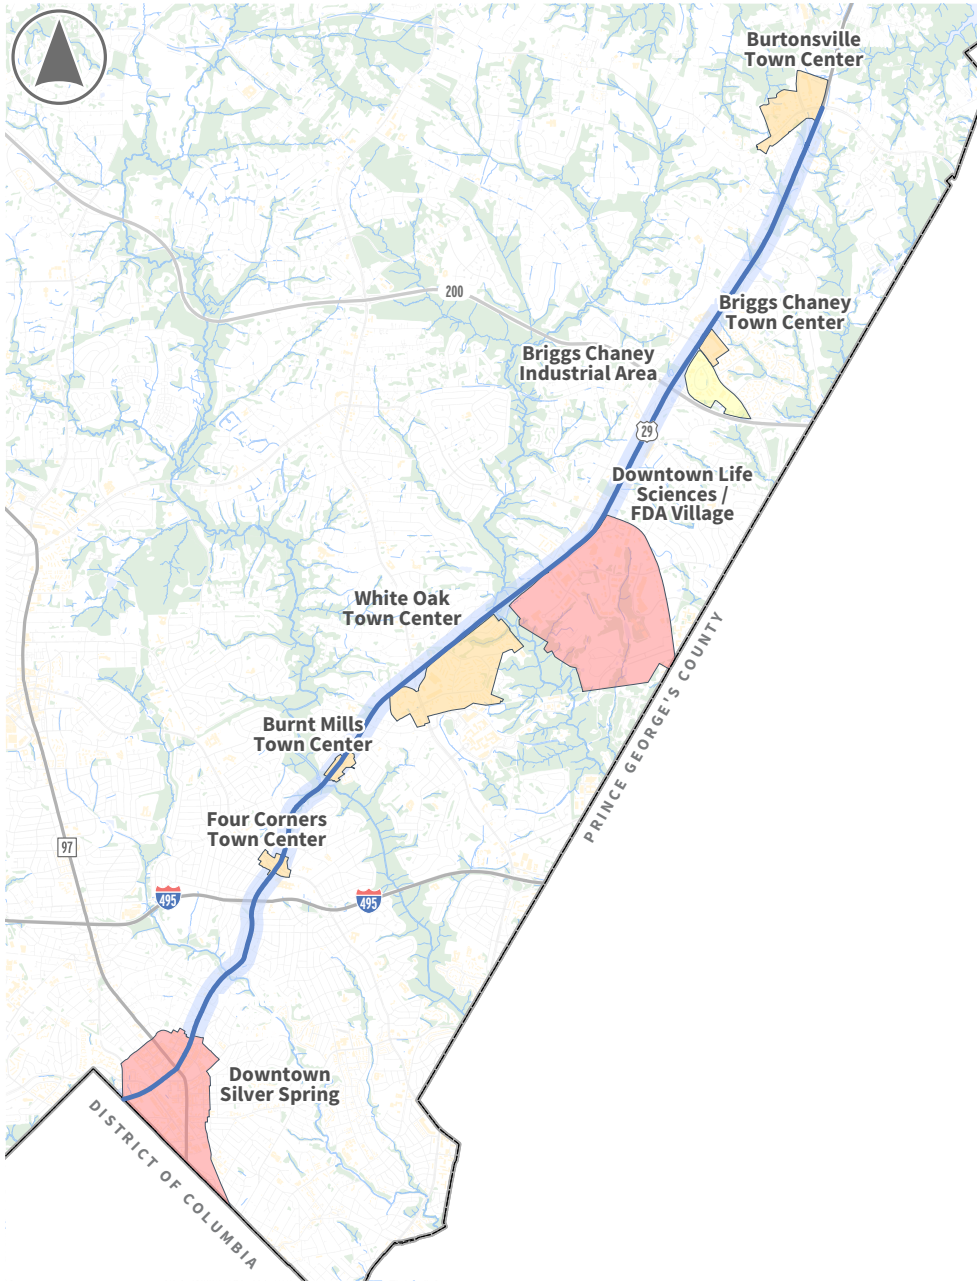 Burtonsville
Town Center
200
Briggs Chaney
Town Center
Briggs Chaney
Industrial Area
29
Downtown Life
Sciences /
FDA Village
White Oak
Town Center
PRINCE GEORGE'S COUNTY
Burnt Mills
Town Center
Four Corners
Town Center
97
495
495
Downtown
Silver Spring
DISTRICT OF COLUMBIA